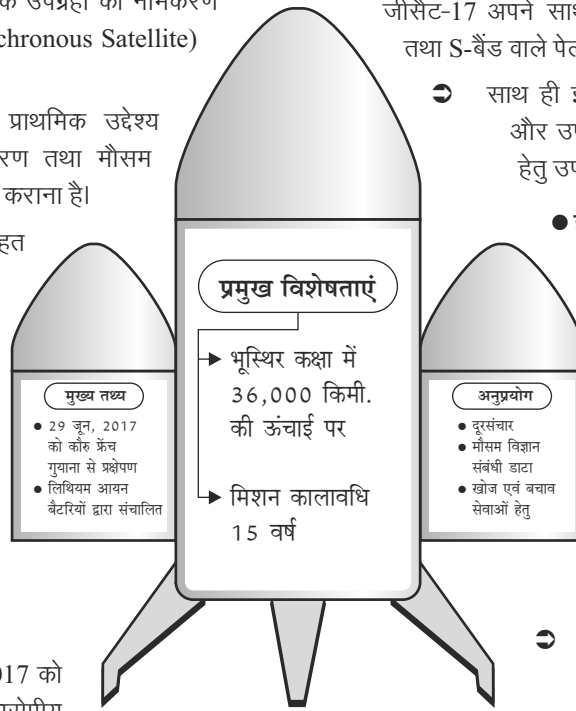 के उपग्रहों का नामकरण
chronous Satellite)
प्राथमिक उद्देश्य
रण तथा मौसम
कराना है।
हत
जीसैट-17 अपने साथ
तथा S-बैंड वाले
साथ ही
और
हेतु
प्रमुख विशेषताएं
भूस्थिर कक्षा में
36,000 किमी.
की ऊंचाई पर
मिशन कालावधि
15 वर्ष
मुख्य तथ्य
● 29 जून, 2017
को कौरु फ्रेंच
गुयाना से प्रक्षेपण
● लिथियम आयन
बैटरियों द्वारा संचालित
अनुप्रयोग
● दूरसंचार
● मौसम विज्ञान
संबंधी डाटा
● खोज एवं बचाव
सेवाओं हेतु
017 को